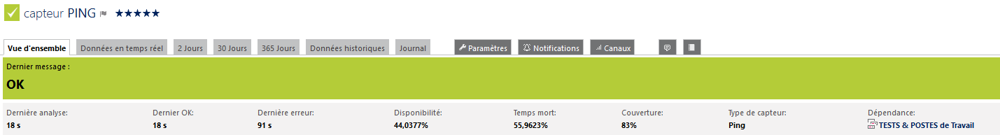 capteur PING ★★★★★
Vue d'ensemble Données en temps réel 2 Jours 30 Jours 365 Jours Données historiques Journal Paramètres Notifications Canaux
Dernier message :
OK
Dernière analyse: Dernier OK: Dernière erreur: Disponibilité: Temps mort: Couverture: Type de capteur: Dépendance:
18 s 18 s 91 s 44,0377% 55,9623% 83% Ping TESTS & POSTES de Travail